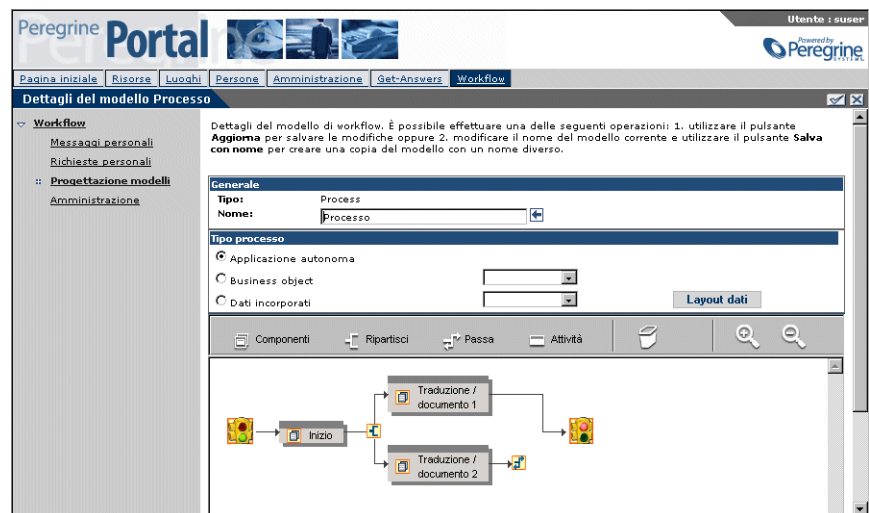 Utente : suser
Peregrine Portal
Powered by
Peregrine
SYSTEMS
Pagina iniziale Risorse Luoghi Persone Amministrazione Get-Answers Workflow
Dettagli del modello Processo
Workflow
Messaggi personali
Richieste personali
Progettazione modelli
Amministrazione
Dettagli del modello di workflow. È possibile effettuare una delle seguenti operazioni: 1. utilizzare il pulsante
Aggiorna per salvare le modifiche oppure 2. modificare il nome del modello corrente e utilizzare il pulsante Salva
con nome per creare una copia del modello con un nome diverso.
Generale
Tipo: Process
Nome: Processo
Tipo processo
Applicazione autonoma
Business object
Dati incorporati
Layout dati
Componenti Ripartisci Passa Attività
Traduzione /
documento 1
Inizio
Traduzione /
documento 2